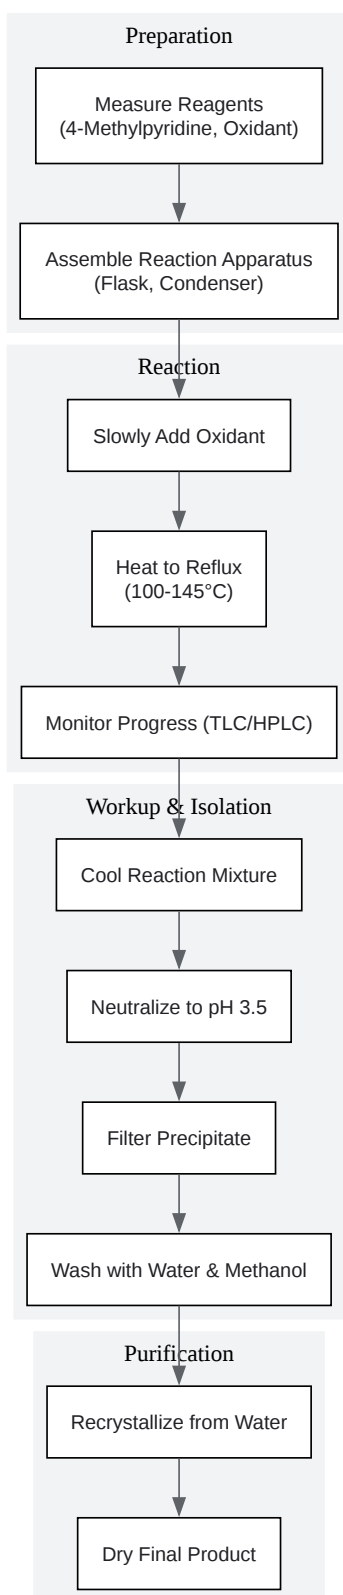 Preparation
Measure Reagents
(4-Methylpyridine, Oxidant)
Assemble Reaction Apparatus
(Flask, Condenser)
Reaction
Slowly Add Oxidant
Heat to Reflux
(100-145°C)
Monitor Progress (TLC/HPLC)
Workup & Isolation
Cool Reaction Mixture
Neutralize to pH 3.5
Filter Precipitate
Wash with Water & Methanol
Purification
Recrystallize from Water
Dry Final Product